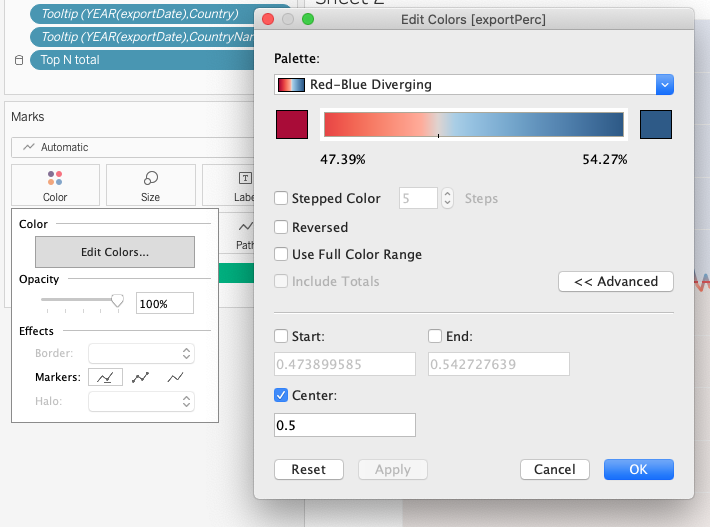 Sheet 2
Tooltip (YEAR(exportDate),Country)
Tooltip (YEAR(exportDate),CountryNar
Top N total
Marks
Automatic
Color
Size
Labe
Path
Color
Edit Colors...
Opacity
100%
Effects
Border:
Markers:
Halo:
Edit Colors [exportPerc]
Palette:
Red-Blue Diverging
47.39%
54.27%
Stepped Color
5
Steps
Reversed
Use Full Color Range
Include Totals
<< Advanced
Start:
End:
0.473899585
0.542727639
Center:
0.5
Reset
Apply
Cancel
OK